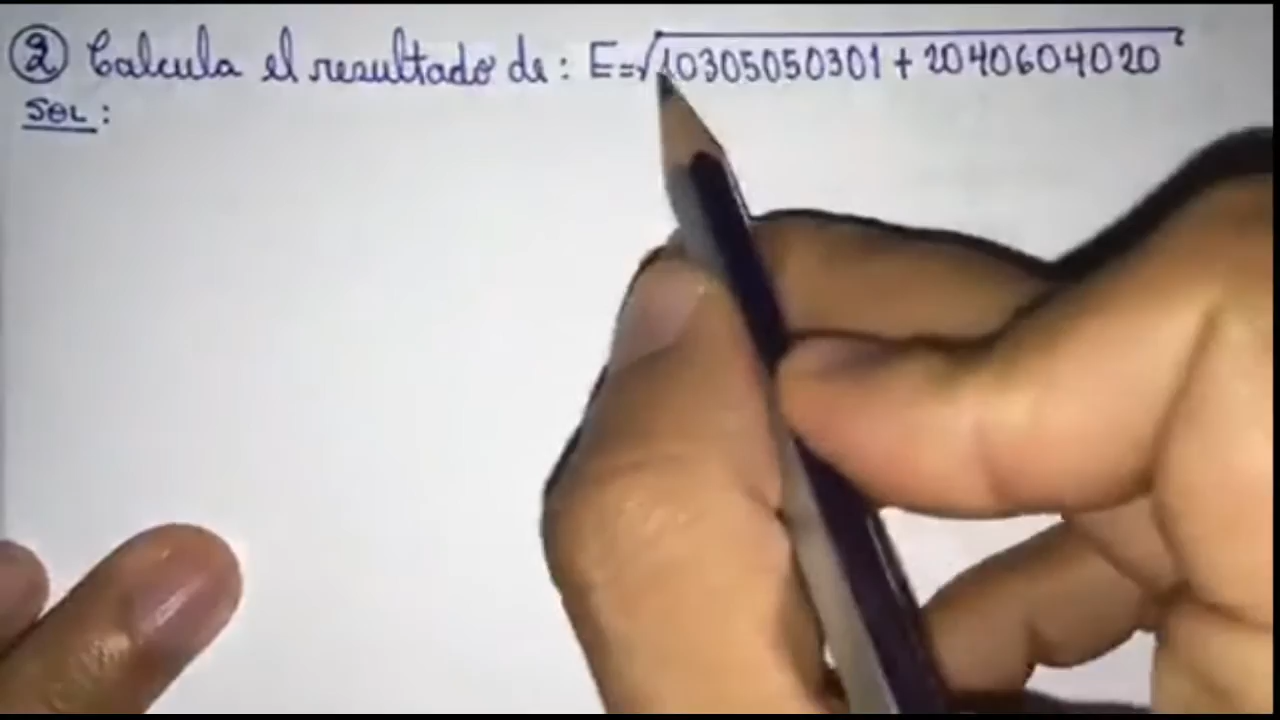 ② Calcula el resultado de: E=√10305050301 + 2040604020²
SOL: